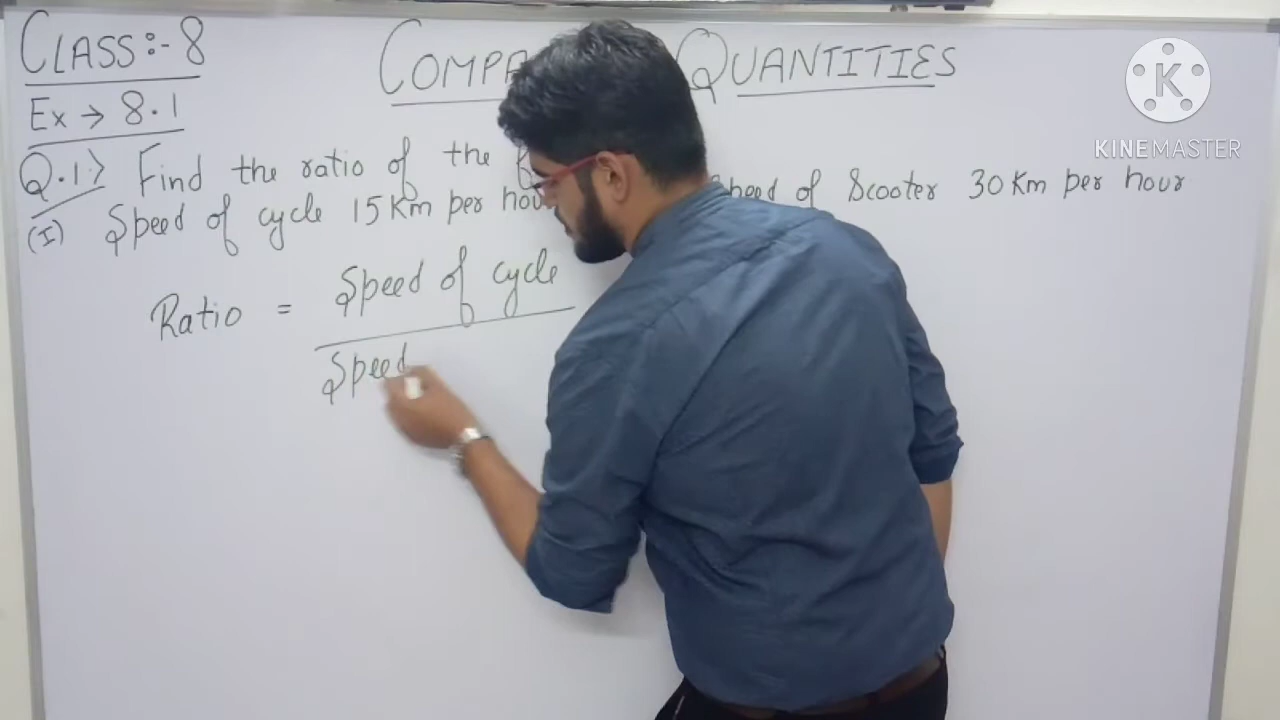 CLASS:- 8
COMPA QUANTITIES
Ex → 8.1
Q.1> Find the ratio of the
(I) Speed of cycle 15 Km per hou Speed of Scooter 30 Km per hour
Ratio = Speed of cycle
Speed
K
KINEMASTER